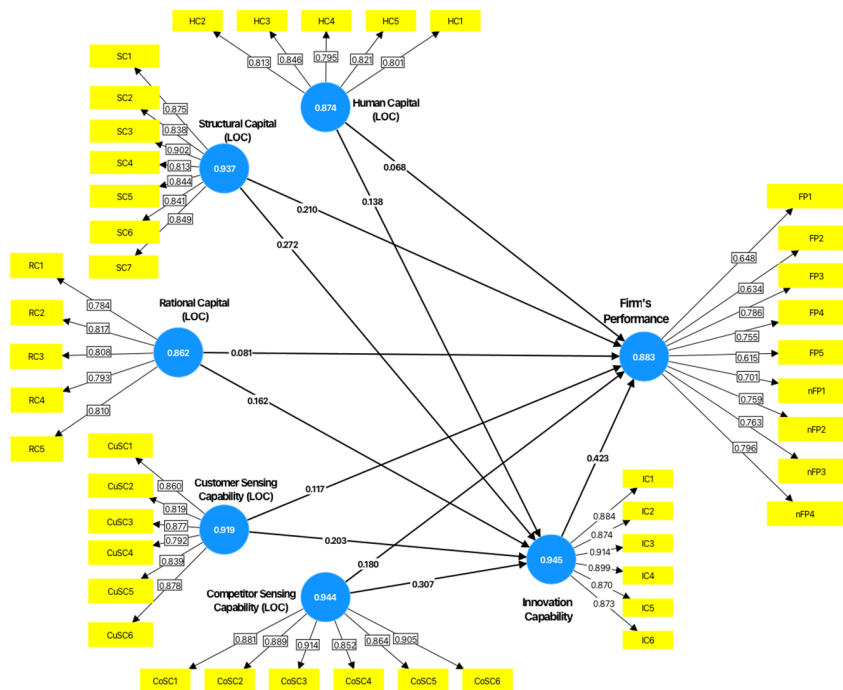 HC2
HC3
HC4
HC5
HC1
0.813
0.846
0.795
0.821
0.801
0.874
Human Capital
(LOC)
SC1
SC2
SC3
SC4
SC5
SC6
SC7
0.875
0.838
0.902
0.813
0.844
0.841
0.849
Structural Capital
(LOC)
0.937
0.068
0.138
0.210
0.272
RC1
RC2
RC3
RC4
RC5
0.784
0.817
0.808
0.793
0.810
Rational Capital
(LOC)
0.862
0.081
0.162
CuSC1
CuSC2
CuSC3
CuSC4
CuSC5
CuSC6
0.860
0.819
0.877
0.792
0.839
0.878
Customer Sensing
Capability (LOC)
0.919
0.117
0.203
Competitor Sensing
Capability (LOC)
0.944
0.180
0.307
0.881
0.889
0.914
0.852
0.864
0.905
CoSC1
CoSC2
CoSC3
CoSC4
CoSC5
CoSC6
Firm's
Performance
0.883
0.648
0.634
0.786
0.755
0.615
0.701
0.759
0.763
0.796
FP1
FP2
FP3
FP4
FP5
nFP1
nFP2
nFP3
nFP4
0.423
0.945
Innovation
Capability
0.884
0.874
0.914
0.899
0.870
0.873
IC1
IC2
IC3
IC4
IC5
IC6